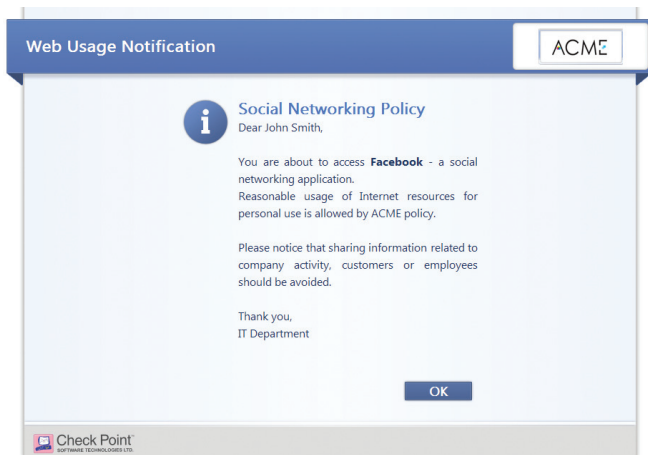 Web Usage Notification
ACME
Social Networking Policy
Dear John Smith,
You are about to access Facebook - a social
networking application.
Reasonable usage of Internet resources for
personal use is allowed by ACME policy.
Please notice that sharing information related to
company activity, customers or employees
should be avoided.
Thank you,
IT Department
OK
Check Point
SOFTWARE TECHNOLOGIES LTD.